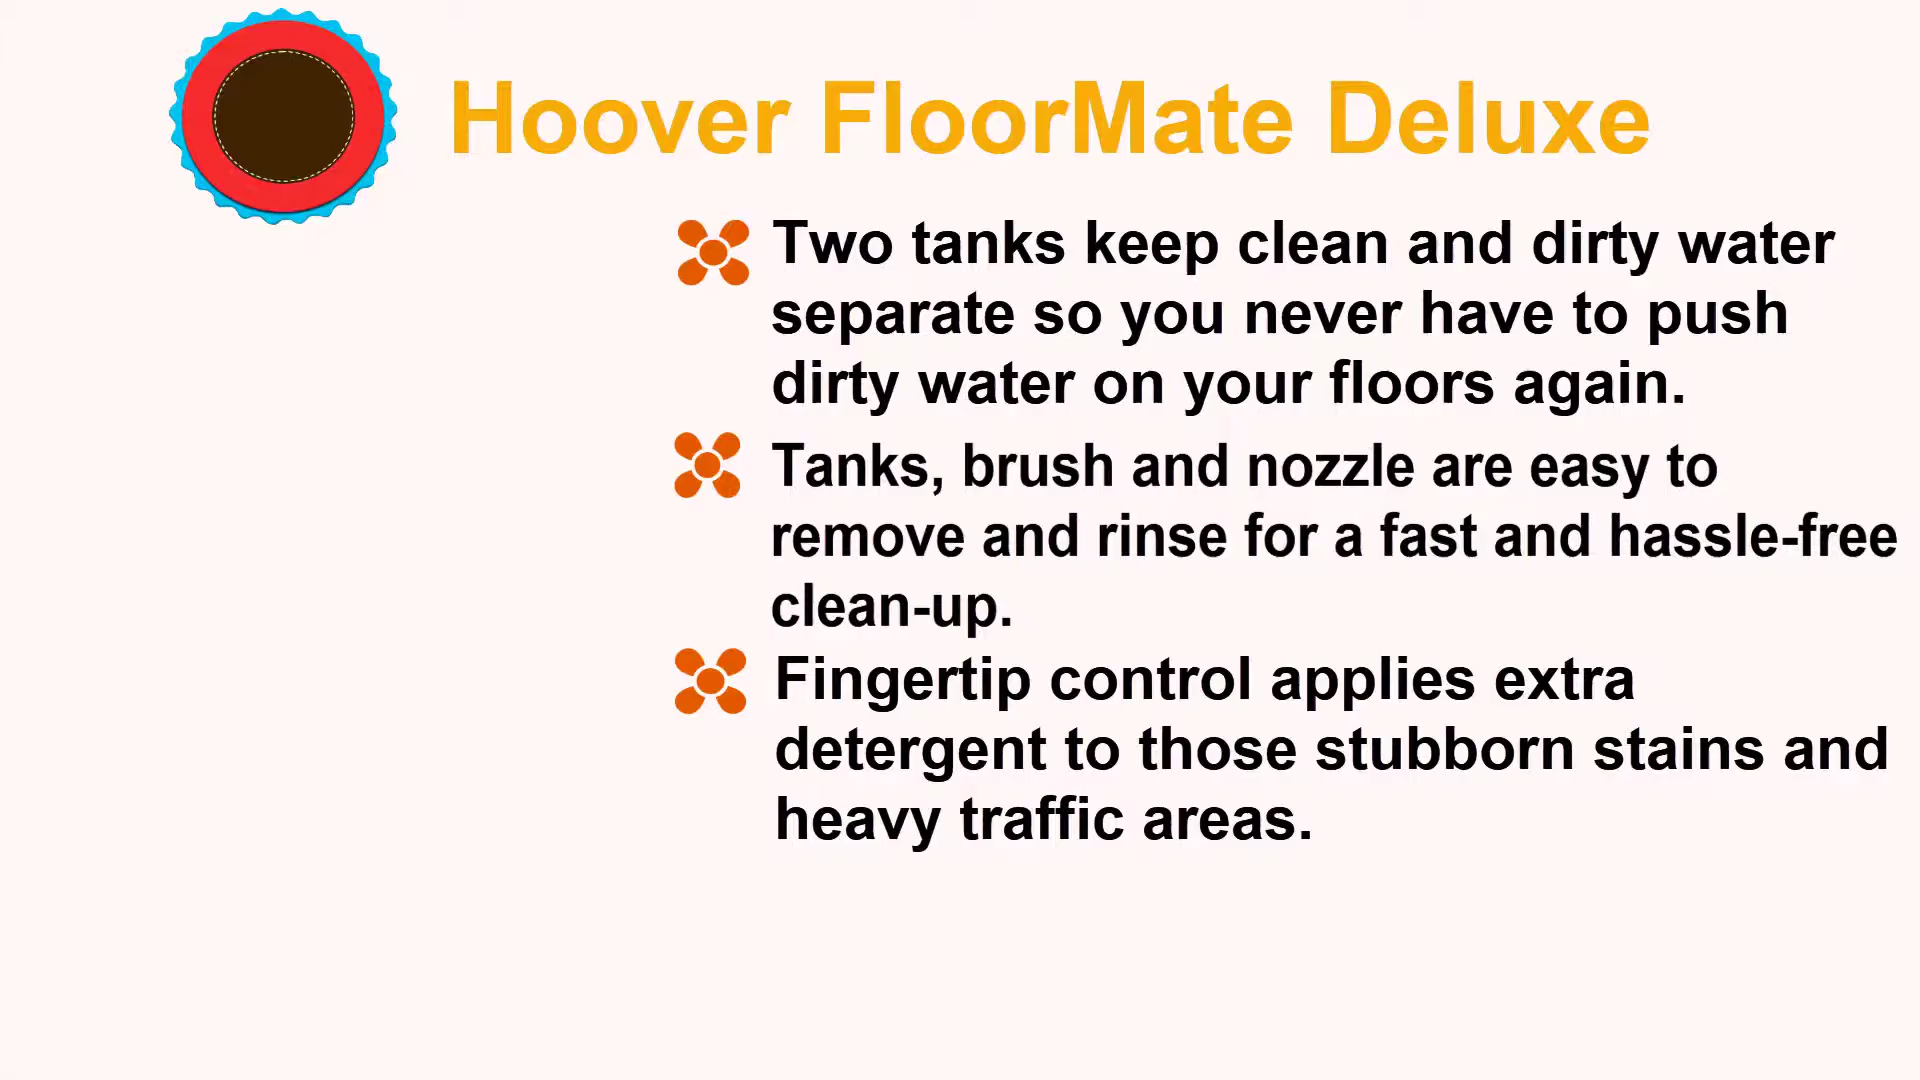 Hoover FloorMate Deluxe
Two tanks keep clean and dirty water
separate so you never have to push
dirty water on your floors again.
Tanks, brush and nozzle are easy to
remove and rinse for a fast and hassle-free
clean-up.
Fingertip control applies extra
detergent to those stubborn stains and
heavy traffic areas.